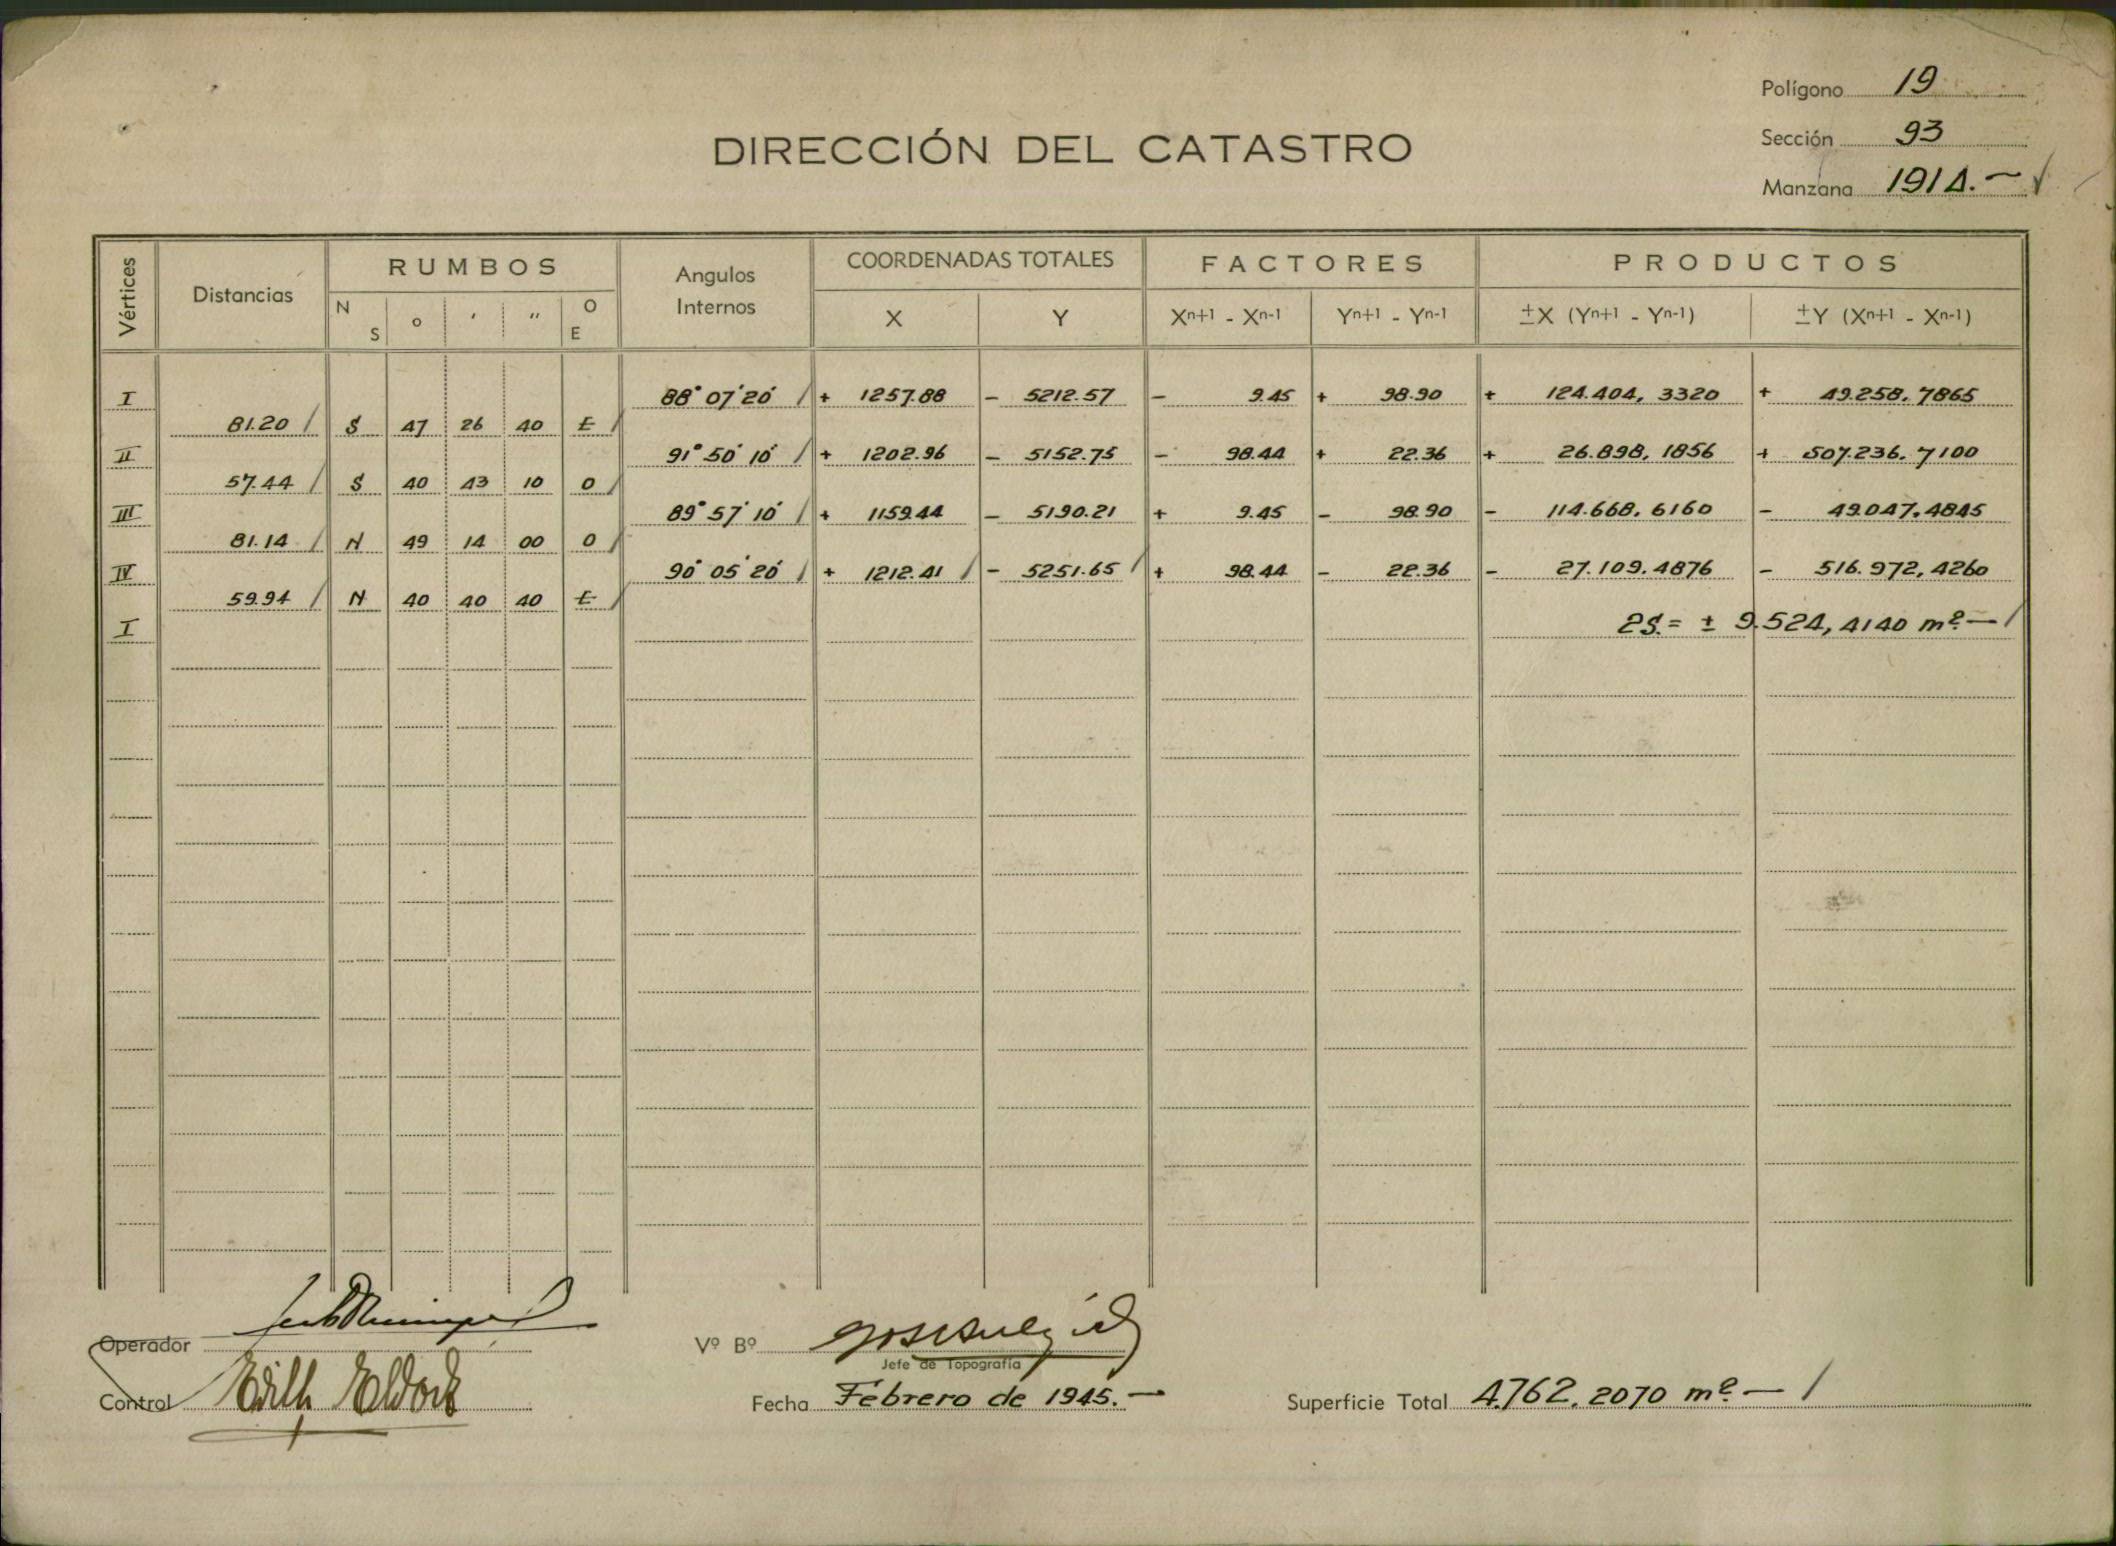 Polígono 19
Sección 93
Manzana 1914.-
DIRECCIÓN DEL CATASTRO
Vértices Distancias RUMBOS Angulos Internos COORDENADAS TOTALES FACTORES PRODUCTOS
N S o ' " O E X Y Xn+1 - Xn-1 Yn+1 - Yn-1 ±X (Yn+1 - Yn-1) ±Y (Xn+1 - Xn-1)
I 88° 07' 20' / + 1257.88 - 5212.57 - 9.45 + 98.90 + 124.404, 3320 + 49.258, 7865
81.20 / S 47 26 40 E /
II 91° 50' 10' / + 1202.96 - 5152.75 - 98.44 + 22.36 + 26.898, 1856 + 507.236, 7100
57.44 / S 40 43 10 O /
III 89° 57' 10' / + 1159.44 - 5190.21 + 9.45 - 98.90 - 114.668, 6160 - 49.047, 4845
81.14 / N 49 14 00 O /
IV 90° 05' 20' / + 1212.41 / - 5251.65 / + 98.44 - 22.36 - 27.109, 4876 - 516.972, 4260
59.94 / N 40 40 40 E /
I 2S = ± 9.524, 4140 m² - /
Operador
Vº Bº
Jefe de Topografía
Control
Fecha Febrero de 1945.-
Superficie Total 4.762, 2070 m² - /